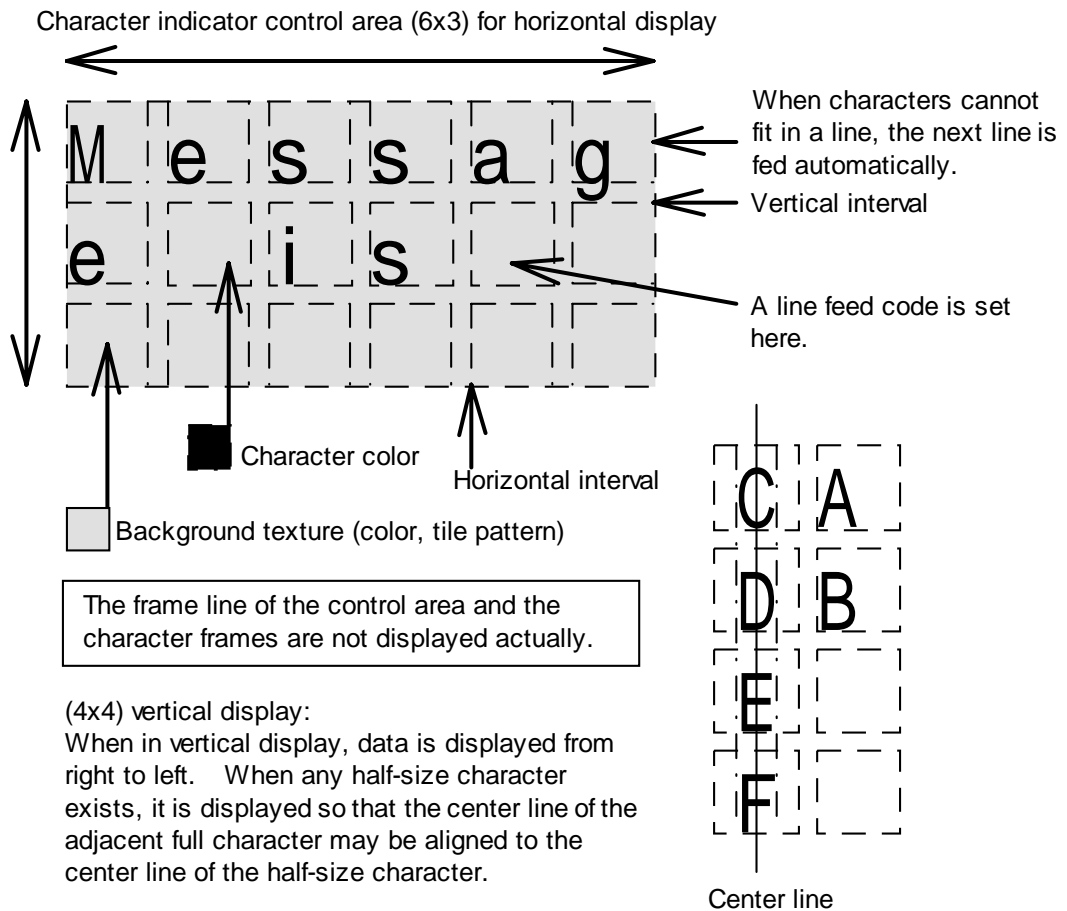 Character indicator control area (6x3) for horizontal display
M e s s a g
e i s
When characters cannot
fit in a line, the next line is
fed automatically.
Vertical interval
A line feed code is set
here.
Character color
Horizontal interval
Background texture (color, tile pattern)
The frame line of the control area and the
character frames are not displayed actually.
(4x4) vertical display:
When in vertical display, data is displayed from
right to left. When any half-size character
exists, it is displayed so that the center line of the
adjacent full character may be aligned to the
center line of the half-size character.
C A
D B
E
F
Center line